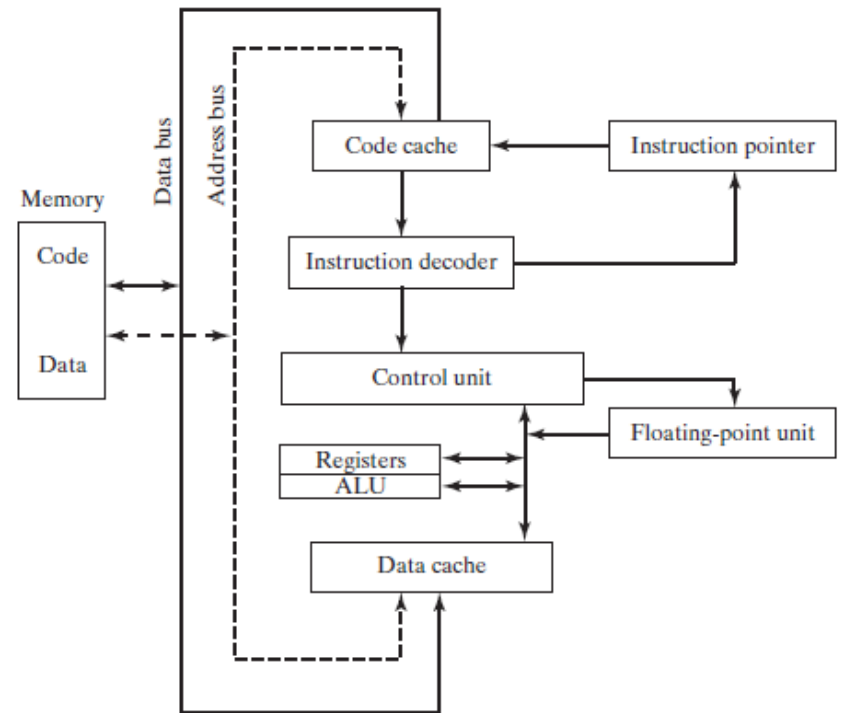 Data bus
Address bus
Code cache
Instruction pointer
Memory
Code
Data
Instruction decoder
Control unit
Floating-point unit
Registers
ALU
Data cache